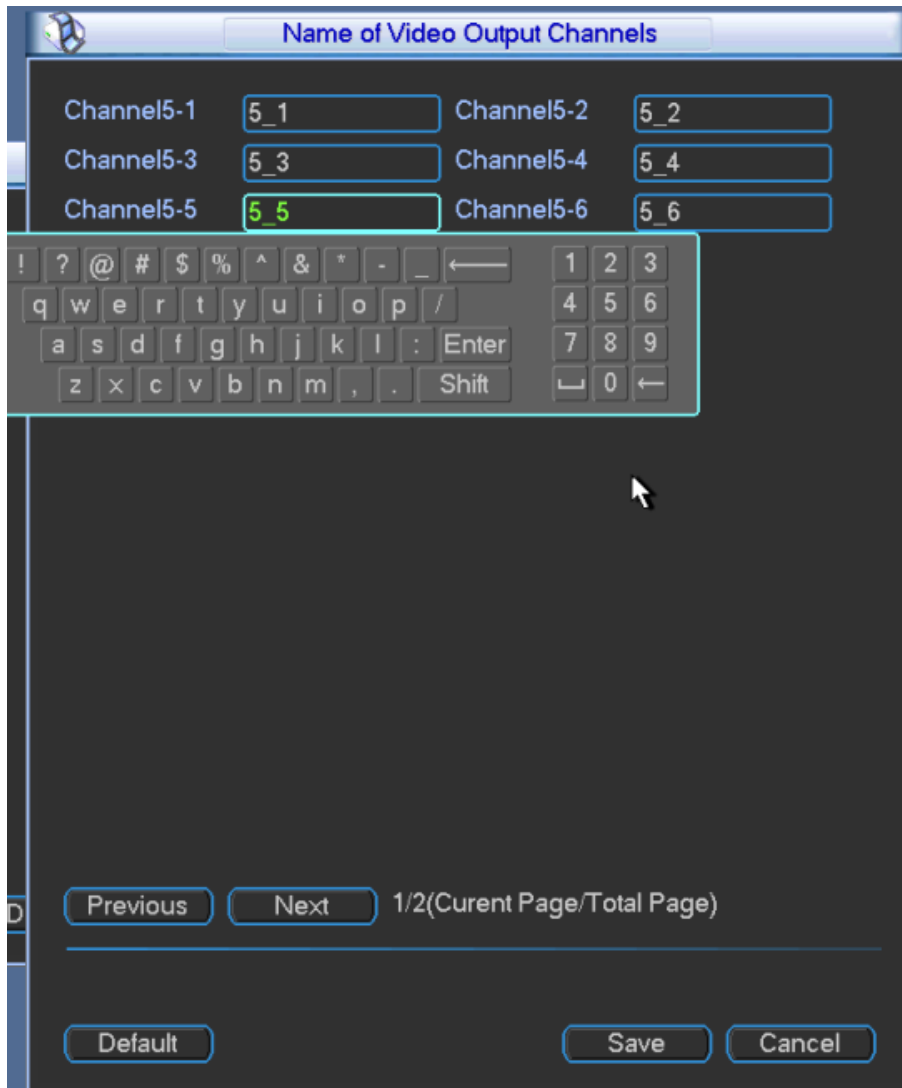 Name of Video Output Channels
Channel5-1 5_1 Channel5-2 5_2
Channel5-3 5_3 Channel5-4 5_4
Channel5-5 5_5 Channel5-6 5_6
! ? @ # $ % ^ & * - _ ← 1 2 3
q w e r t y u i o p / 4 5 6
a s d f g h j k l : Enter 7 8 9
z x c v b n m , . Shift ⌴ 0 ←
D
Previous Next 1/2(Curent Page/Total Page)
Default Save Cancel